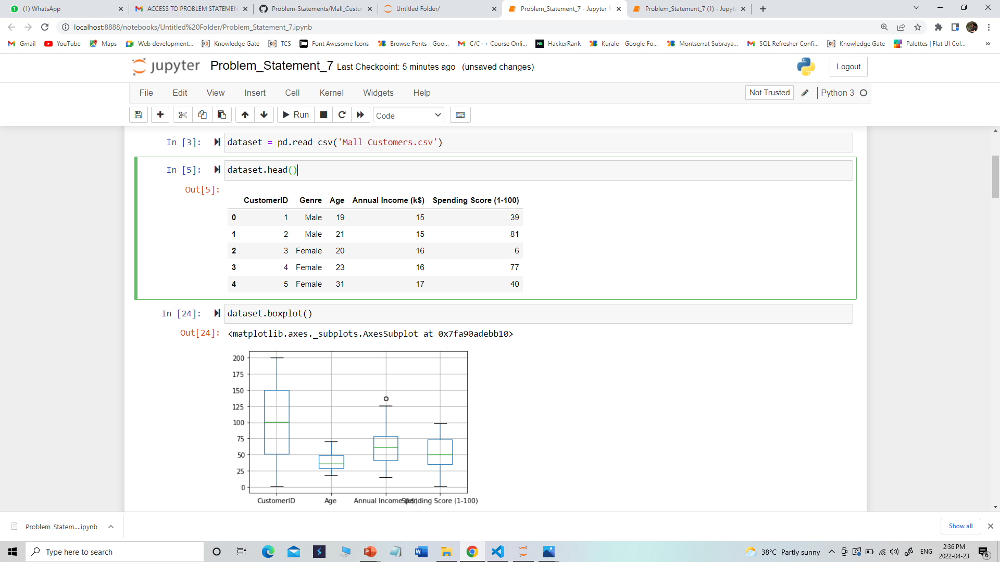 (1) WhatsApp
ACCESS TO PROBLEM STATEMEN
Problem-Statements/Mall_Custo
Untitled Folder/
Problem_Statement_7 - Jupyter N
Problem_Statement_7 (1) - Jupyte
localhost:8888/notebooks/Untitled%20Folder/Problem_Statement_7.ipynb
Gmail
YouTube
Maps
Web development...
Knowledge Gate
TCS
Font Awesome Icons
Browse Fonts - Goo...
C/C++ Course Onli...
HackerRank
Kurale - Google Fo...
Montserrat Subraya...
SQL Refresher Confi...
Knowledge Gate
Palettes | Flat UI Col...
»
jupyter Problem_Statement_7 Last Checkpoint: 5 minutes ago (unsaved changes)
Logout
File Edit View Insert Cell Kernel Widgets Help
Not Trusted
Python 3
Run
Code
In [3]: dataset = pd.read_csv('Mall_Customers.csv')
In [5]: dataset.head()
Out[5]:
CustomerID Genre Age Annual Income (k$) Spending Score (1-100)
0 1 Male 19 15 39
1 2 Male 21 15 81
2 3 Female 20 16 6
3 4 Female 23 16 77
4 5 Female 31 17 40
In [24]: dataset.boxplot()
Out[24]: <matplotlib.axes._subplots.AxesSubplot at 0x7fa90adebb10>
200
175
150
125
100
75
50
25
0
CustomerID Age Annual Income Spending Score (1-100)
Problem_Statem....ipynb
Show all
Type here to search
38°C Partly sunny
ENG
2:36 PM
2022-04-23
6